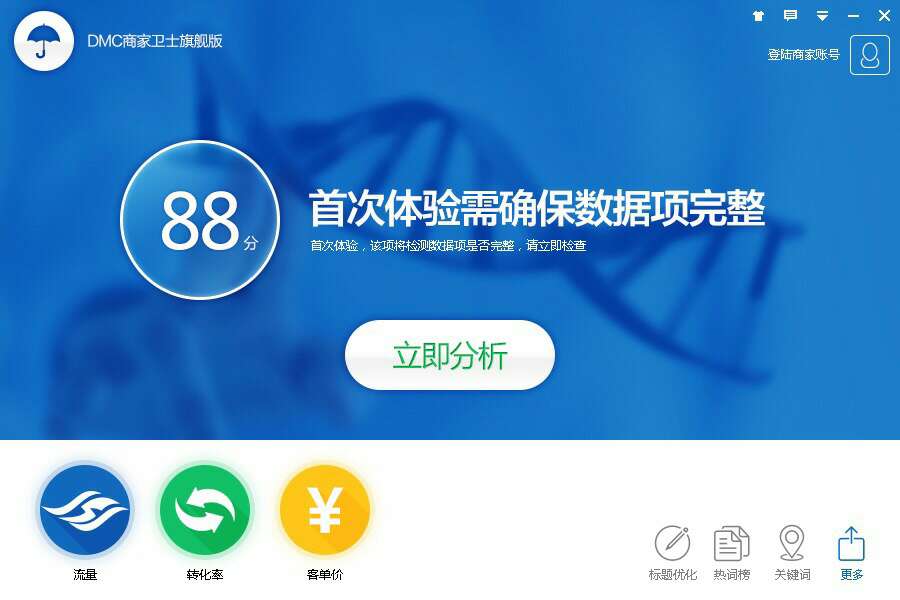 DMC商家卫士旗舰版
登陆商家账号
88分
首次体验需确保数据项完整
首次体验，该项将检测数据项是否完整，请立即检查
立即分析
¥
流量
转化率
客单价
标题优化
热词榜
关键词
更多